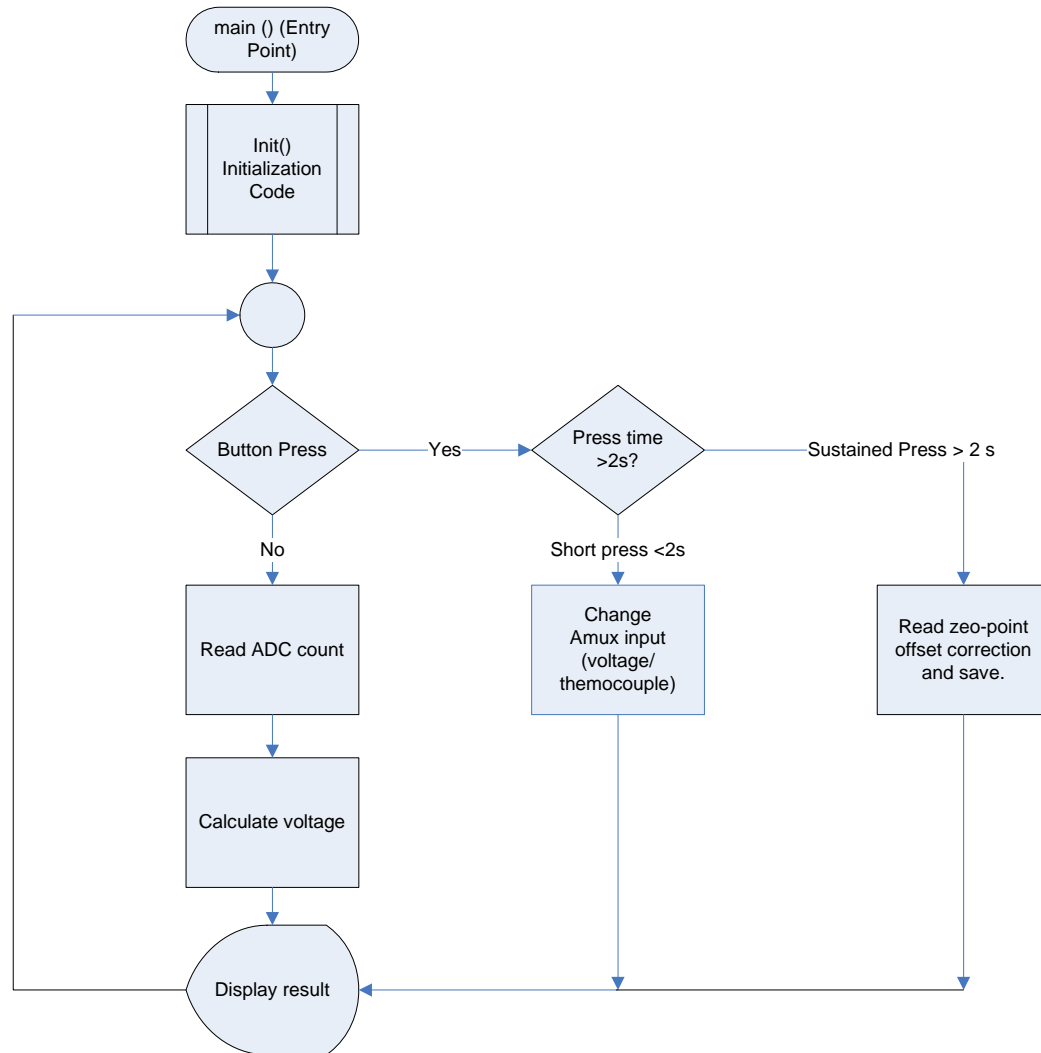 main () (Entry
Point)
Init()
Initialization
Code
Button Press
Yes
Press time
>2s?
Sustained Press > 2 s
No
Short press <2s
Read ADC count
Change
Amux input
(voltage/
themocouple)
Read zeo-point
offset correction
and save.
Calculate voltage
Display result